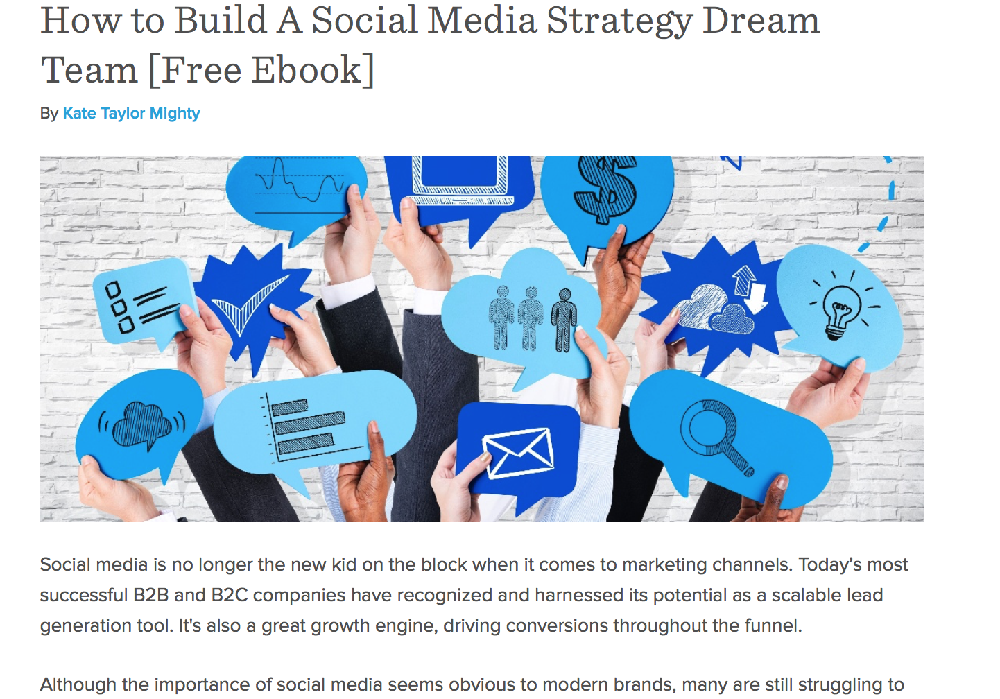 How to Build A Social Media Strategy Dream
Team [Free Ebook]
By Kate Taylor Mighty
$
Social media is no longer the new kid on the block when it comes to marketing channels. Today’s most
successful B2B and B2C companies have recognized and harnessed its potential as a scalable lead
generation tool. It's also a great growth engine, driving conversions throughout the funnel.
Although the importance of social media seems obvious to modern brands, many are still struggling to